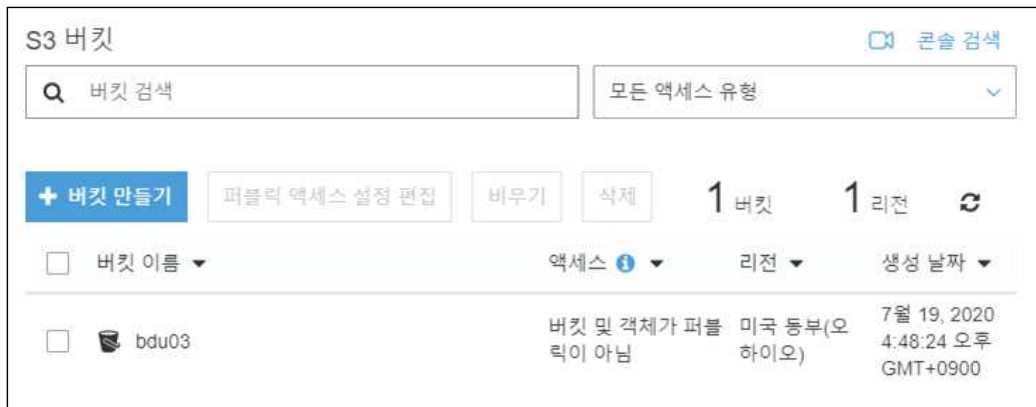 S3 버킷
콘솔 검색
버킷 검색
모든 액세스 유형
버킷 만들기
퍼블릭 액세스 설정 편집
비우기
삭제
1 버킷
1 리전
버킷 이름
액세스
리전
생성 날짜
bdu03
버킷 및 객체가 퍼블
릭이 아님
미국 동부(오
하이오)
7월 19, 2020
4:48:24 오후
GMT+0900